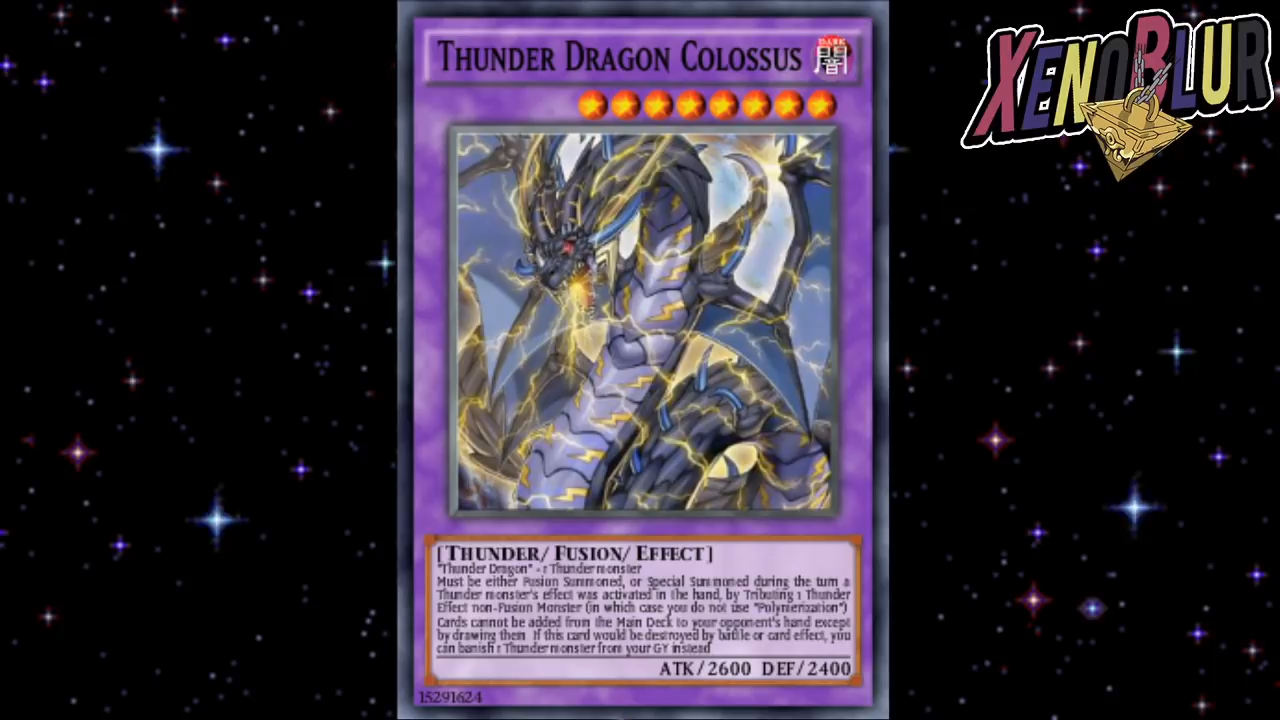 THUNDER DRAGON COLOSSUS
DARK
闇
XENOBLUR
[THUNDER/ FUSION/ EFFECT]
"Thunder Dragon" + 1 Thunder monster
Must be either Fusion Summoned, or Special Summoned during the turn a
Thunder monster's effect was activated in the hand, by Tributing 1 Thunder
Effect non-Fusion Monster (in which case you do not use "Polymerization")
Cards cannot be added from the Main Deck to your opponent's hand except
by drawing them If this card would be destroyed by battle or card effect, you
can banish 1 Thunder monster from your GY instead
ATK/2600 DEF/2400
15291624